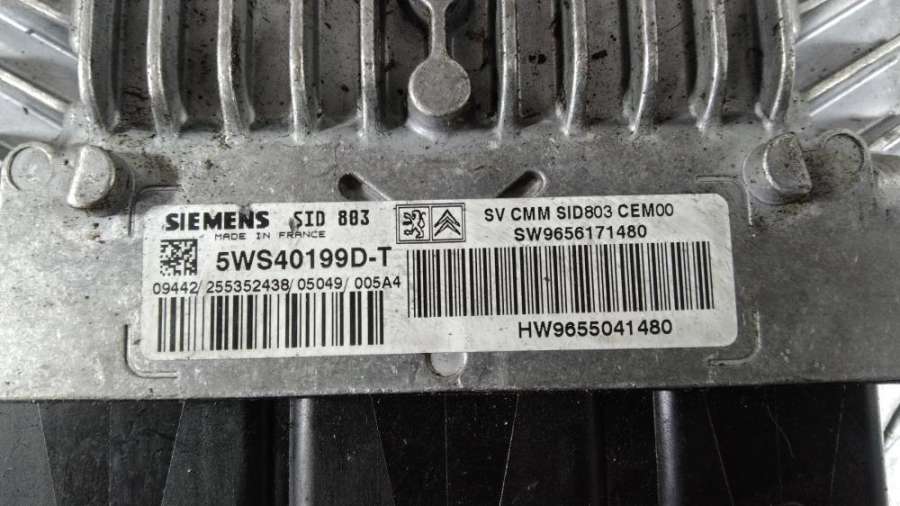 SIEMENS SID 803
MADE IN FRANCE
5WS40199D-T
09442/255352438/05049/005A4
SV CMM SID803 CEM00
SW9656171480
HW9655041480